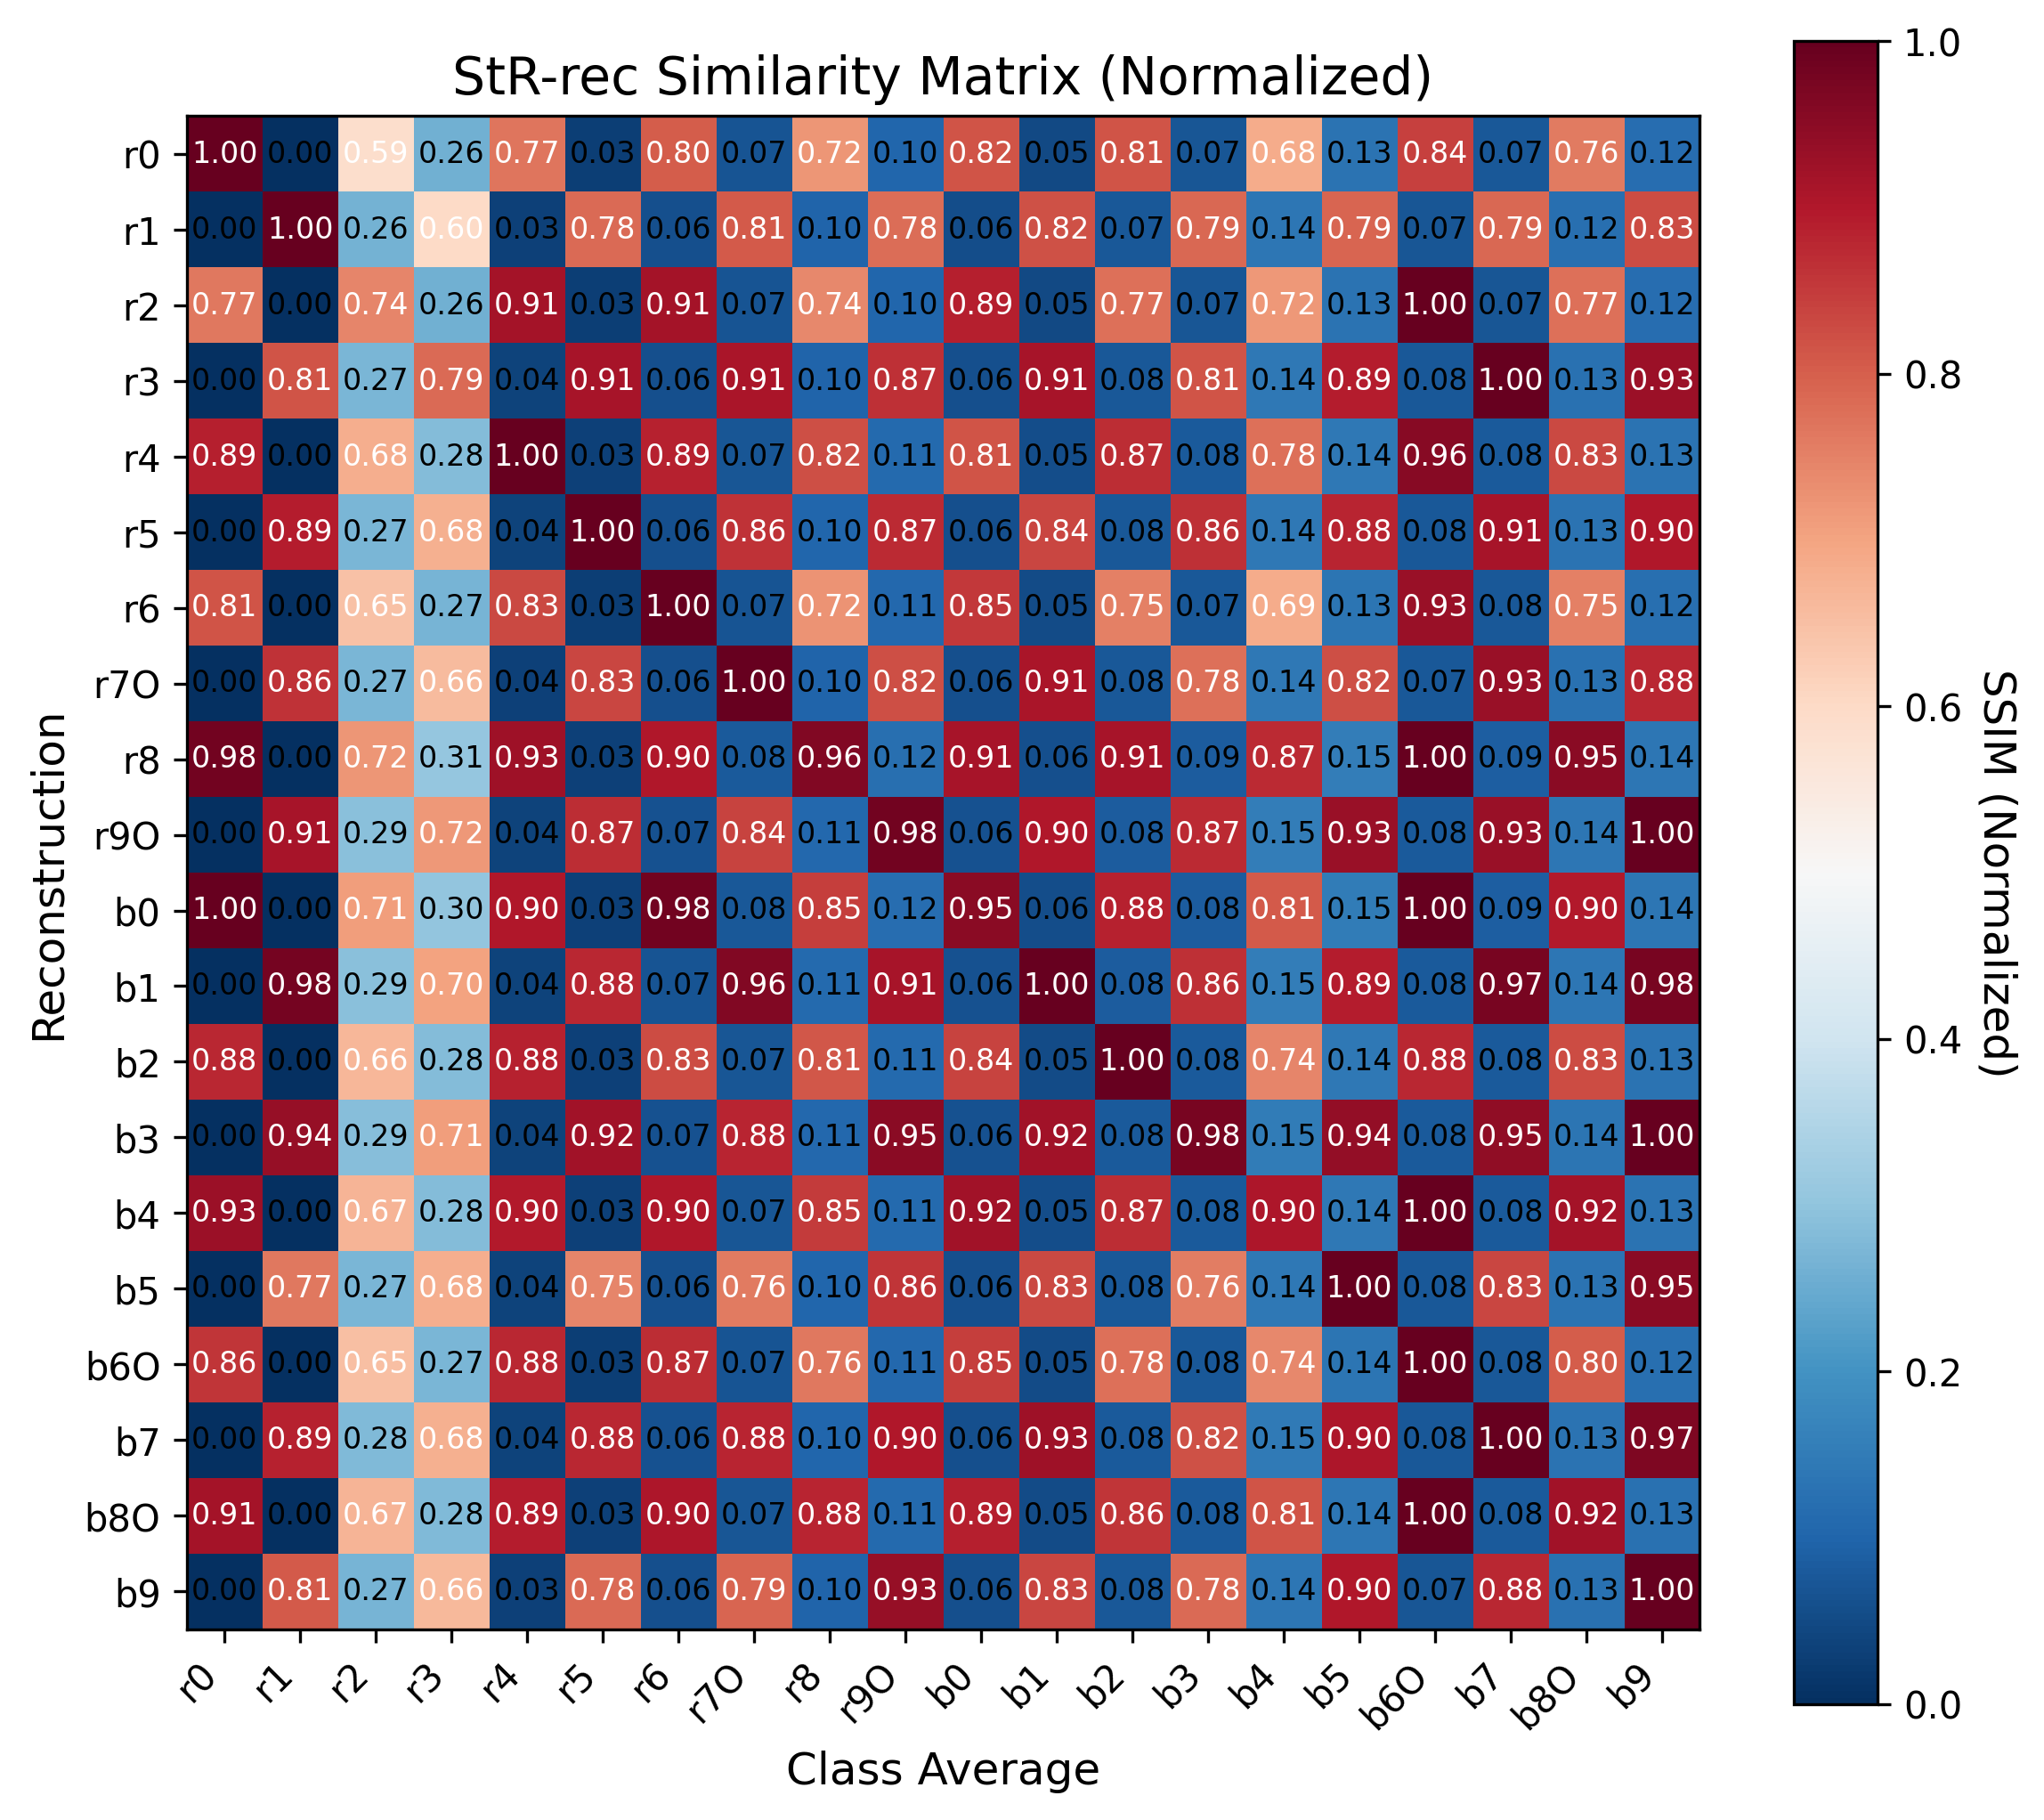 StR-rec Similarity Matrix (Normalized)
r0 1.00 0.00 0.59 0.26 0.77 0.03 0.80 0.07 0.72 0.10 0.82 0.05 0.81 0.07 0.68 0.13 0.84 0.07 0.76 0.12
r1 0.00 1.00 0.26 0.60 0.03 0.78 0.06 0.81 0.10 0.78 0.06 0.82 0.07 0.79 0.14 0.79 0.07 0.79 0.12 0.83
r2 0.77 0.00 0.74 0.26 0.91 0.03 0.91 0.07 0.74 0.10 0.89 0.05 0.77 0.07 0.72 0.13 1.00 0.07 0.77 0.12
r3 0.00 0.81 0.27 0.79 0.04 0.91 0.06 0.91 0.10 0.87 0.06 0.91 0.08 0.81 0.14 0.89 0.08 1.00 0.13 0.93
r4 0.89 0.00 0.68 0.28 1.00 0.03 0.89 0.07 0.82 0.11 0.81 0.05 0.87 0.08 0.78 0.14 0.96 0.08 0.83 0.13
r5 0.00 0.89 0.27 0.68 0.04 1.00 0.06 0.86 0.10 0.87 0.06 0.84 0.08 0.86 0.14 0.88 0.08 0.91 0.13 0.90
r6 0.81 0.00 0.65 0.27 0.83 0.03 1.00 0.07 0.72 0.11 0.85 0.05 0.75 0.07 0.69 0.13 0.93 0.08 0.75 0.12
r7O 0.00 0.86 0.27 0.66 0.04 0.83 0.06 1.00 0.10 0.82 0.06 0.91 0.08 0.78 0.14 0.82 0.07 0.93 0.13 0.88
r8 0.98 0.00 0.72 0.31 0.93 0.03 0.90 0.08 0.96 0.12 0.91 0.06 0.91 0.09 0.87 0.15 1.00 0.09 0.95 0.14
r9O 0.00 0.91 0.29 0.72 0.04 0.87 0.07 0.84 0.11 0.98 0.06 0.90 0.08 0.87 0.15 0.93 0.08 0.93 0.14 1.00
b0 1.00 0.00 0.71 0.30 0.90 0.03 0.98 0.08 0.85 0.12 0.95 0.06 0.88 0.08 0.81 0.15 1.00 0.09 0.90 0.14
b1 0.00 0.98 0.29 0.70 0.04 0.88 0.07 0.96 0.11 0.91 0.06 1.00 0.08 0.86 0.15 0.89 0.08 0.97 0.14 0.98
b2 0.88 0.00 0.66 0.28 0.88 0.03 0.83 0.07 0.81 0.11 0.84 0.05 1.00 0.08 0.74 0.14 0.88 0.08 0.83 0.13
b3 0.00 0.94 0.29 0.71 0.04 0.92 0.07 0.88 0.11 0.95 0.06 0.92 0.08 0.98 0.15 0.94 0.08 0.95 0.14 1.00
b4 0.93 0.00 0.67 0.28 0.90 0.03 0.90 0.07 0.85 0.11 0.92 0.05 0.87 0.08 0.90 0.14 1.00 0.08 0.92 0.13
b5 0.00 0.77 0.27 0.68 0.04 0.75 0.06 0.76 0.10 0.86 0.06 0.83 0.08 0.76 0.14 1.00 0.08 0.83 0.13 0.95
b6O 0.86 0.00 0.65 0.27 0.88 0.03 0.87 0.07 0.76 0.11 0.85 0.05 0.78 0.08 0.74 0.14 1.00 0.08 0.80 0.12
b7 0.00 0.89 0.28 0.68 0.04 0.88 0.06 0.88 0.10 0.90 0.06 0.93 0.08 0.82 0.15 0.90 0.08 1.00 0.13 0.97
b8O 0.91 0.00 0.67 0.28 0.89 0.03 0.90 0.07 0.88 0.11 0.89 0.05 0.86 0.08 0.81 0.14 1.00 0.08 0.92 0.13
b9 0.00 0.81 0.27 0.66 0.03 0.78 0.06 0.79 0.10 0.93 0.06 0.83 0.08 0.78 0.14 0.90 0.07 0.88 0.13 1.00
r0 r1 r2 r3 r4 r5 r6 r7O r8 r9O b0 b1 b2 b3 b4 b5 b6O b7 b8O b9
Class Average
Reconstruction
1.0
0.8
0.6
0.4
0.2
0.0
SSIM (Normalized)